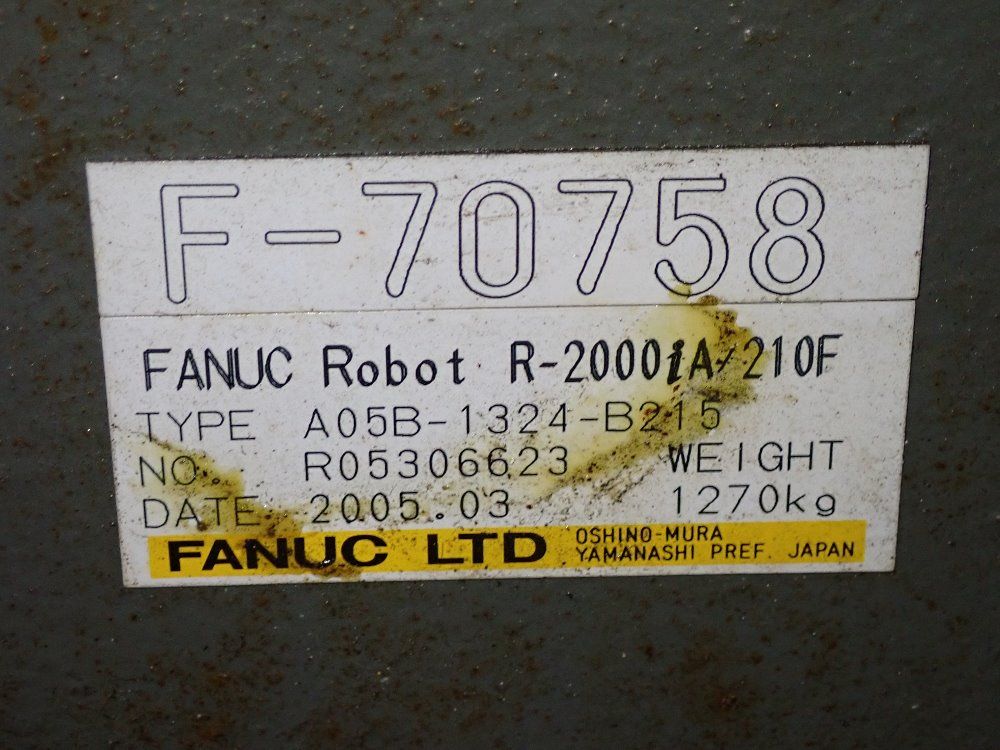 F-70758
FANUC Robot R-2000iA/210F
TYPE A05B-1324-B215
NO. R05306623 WEIGHT
DATE 2005.03 1270kg
FANUC LTD OSHINO-MURA
YAMANASHI PREF. JAPAN